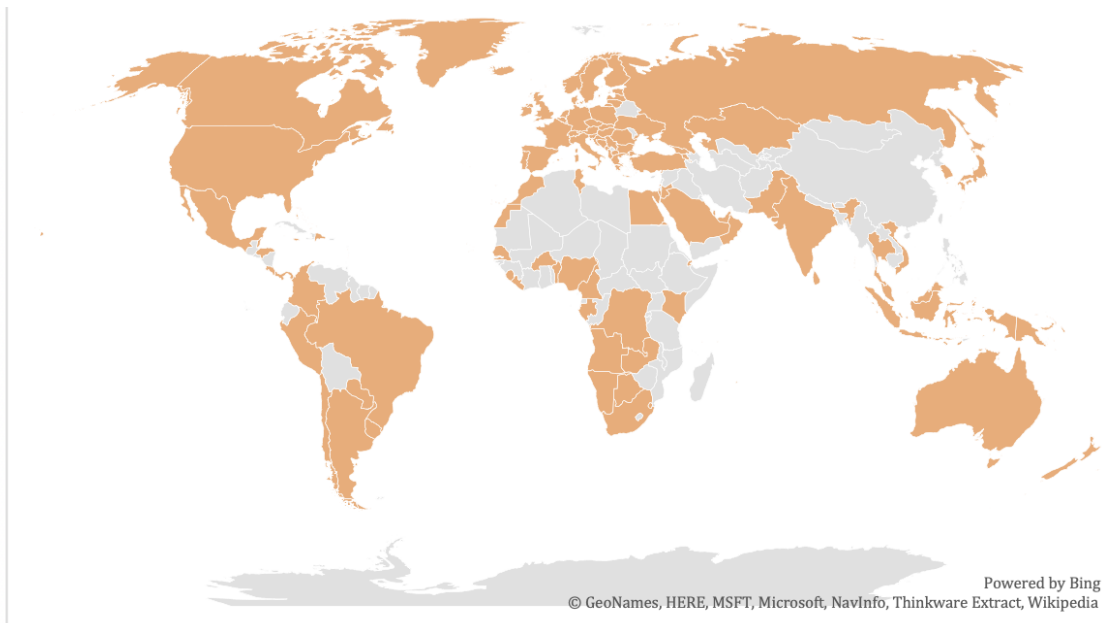 Powered by Bing
© GeoNames, HERE, MSFT, Microsoft, NavInfo, Thinkware Extract, Wikipedia